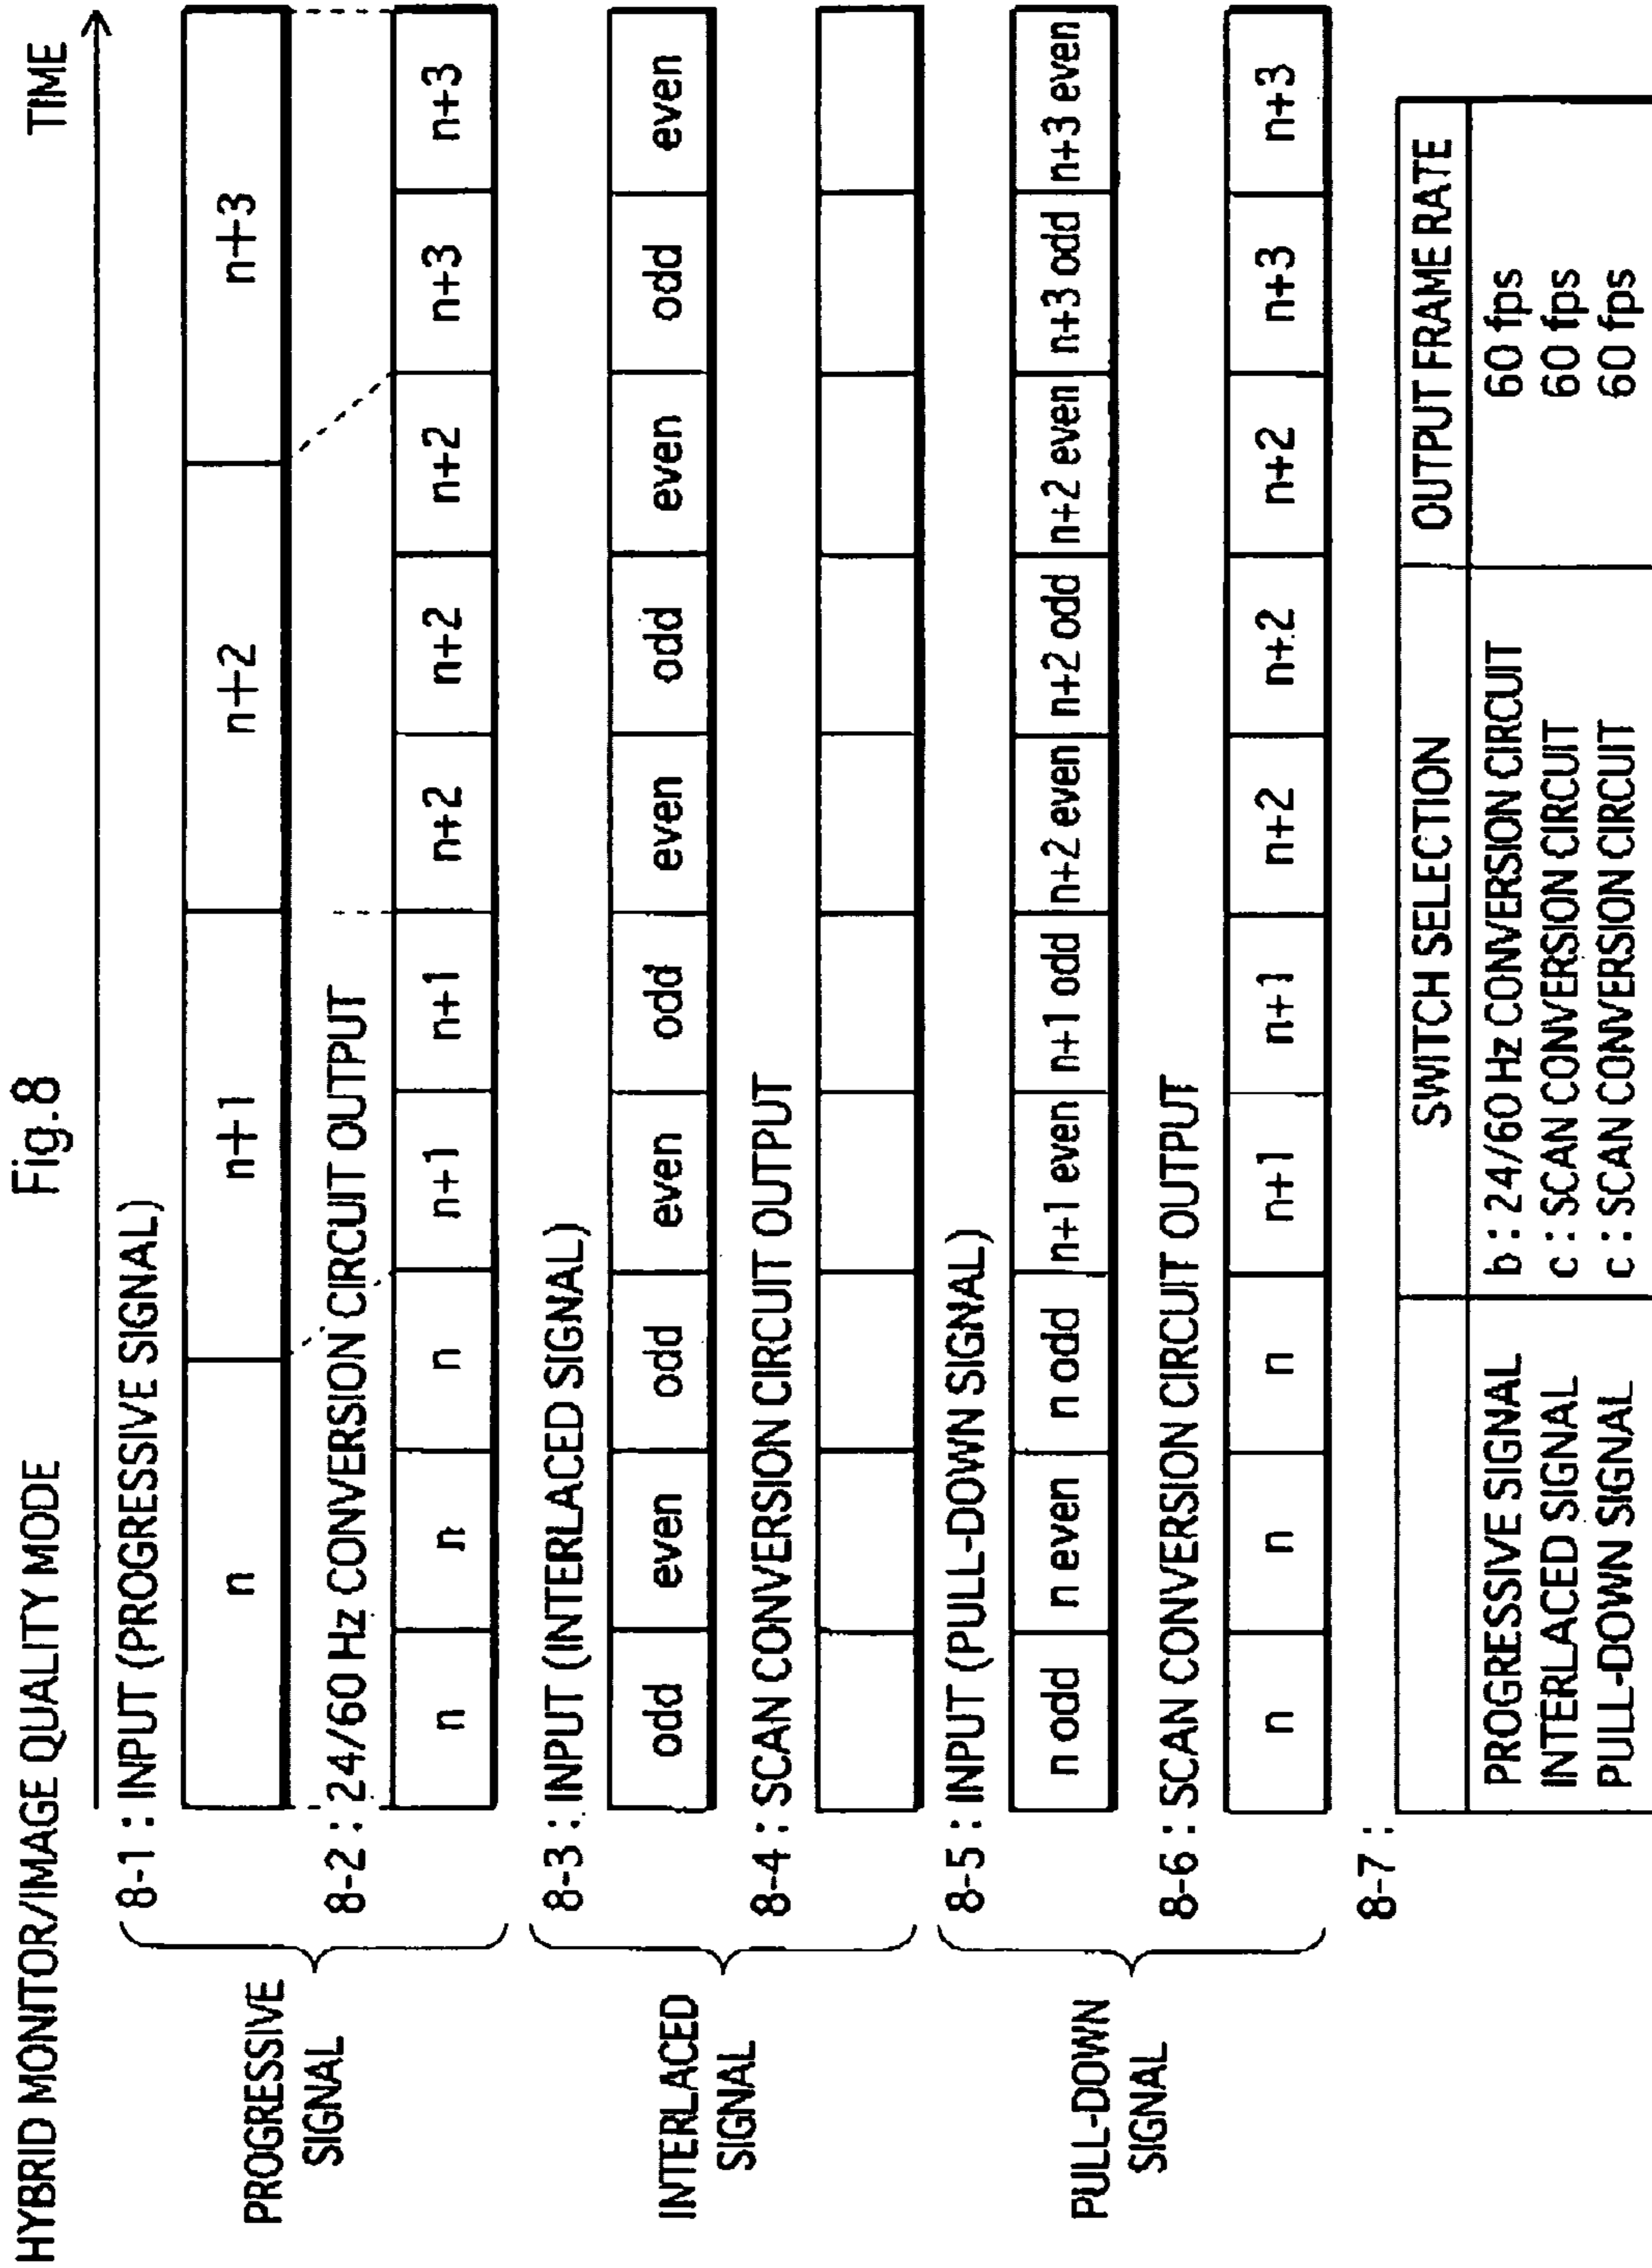 HYBRID MONITOR/IMAGE QUALITY MODE
Fig.8
TIME
PROGRESSIVE
SIGNAL
8-1 : INPUT (PROGRESSIVE SIGNAL)
n n+1 n+2 n+3
8-2 : 24/60 Hz CONVERSION CIRCUIT OUTPUT
n n n n+1 n+1 n+2 n+2 n+2 n+3 n+3
INTERLACED
SIGNAL
8-3 : INPUT (INTERLACED SIGNAL)
odd even odd even odd even odd even odd even
8-4 : SCAN CONVERSION CIRCUIT OUTPUT
PULL-DOWN
SIGNAL
8-5 : INPUT (PULL-DOWN SIGNAL)
n odd n even n odd n+1 even n+1 odd n+2 even n+2 odd n+2 even n+3 odd n+3 even
8-6 : SCAN CONVERSION CIRCUIT OUTPUT
n n n n+1 n+1 n+2 n+2 n+2 n+3 n+3
8-7 :
SWITCH SELECTION OUTPUT FRAME RATE
PROGRESSIVE SIGNAL b : 24/60 Hz CONVERSION CIRCUIT 60 fps
INTERLACED SIGNAL c : SCAN CONVERSION CIRCUIT 60 fps
PULL-DOWN SIGNAL c : SCAN CONVERSION CIRCUIT 60 fps